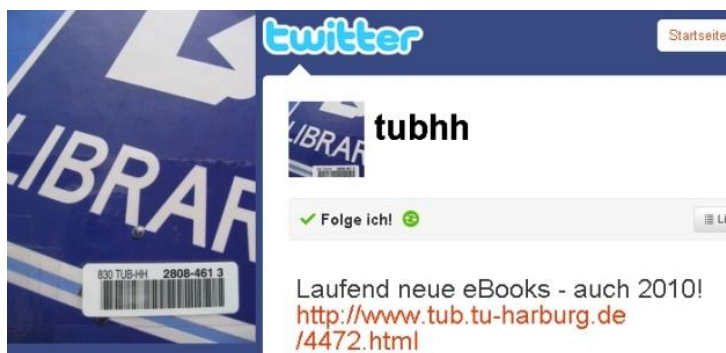 LIBRAR
830 TUB-HH 2808-461 3
twitter
Startseite
LIBRAR
tubhh
Folge ich!
Li
Laufend neue eBooks - auch 2010!
http://www.tub.tu-harburg.de
/4472.html